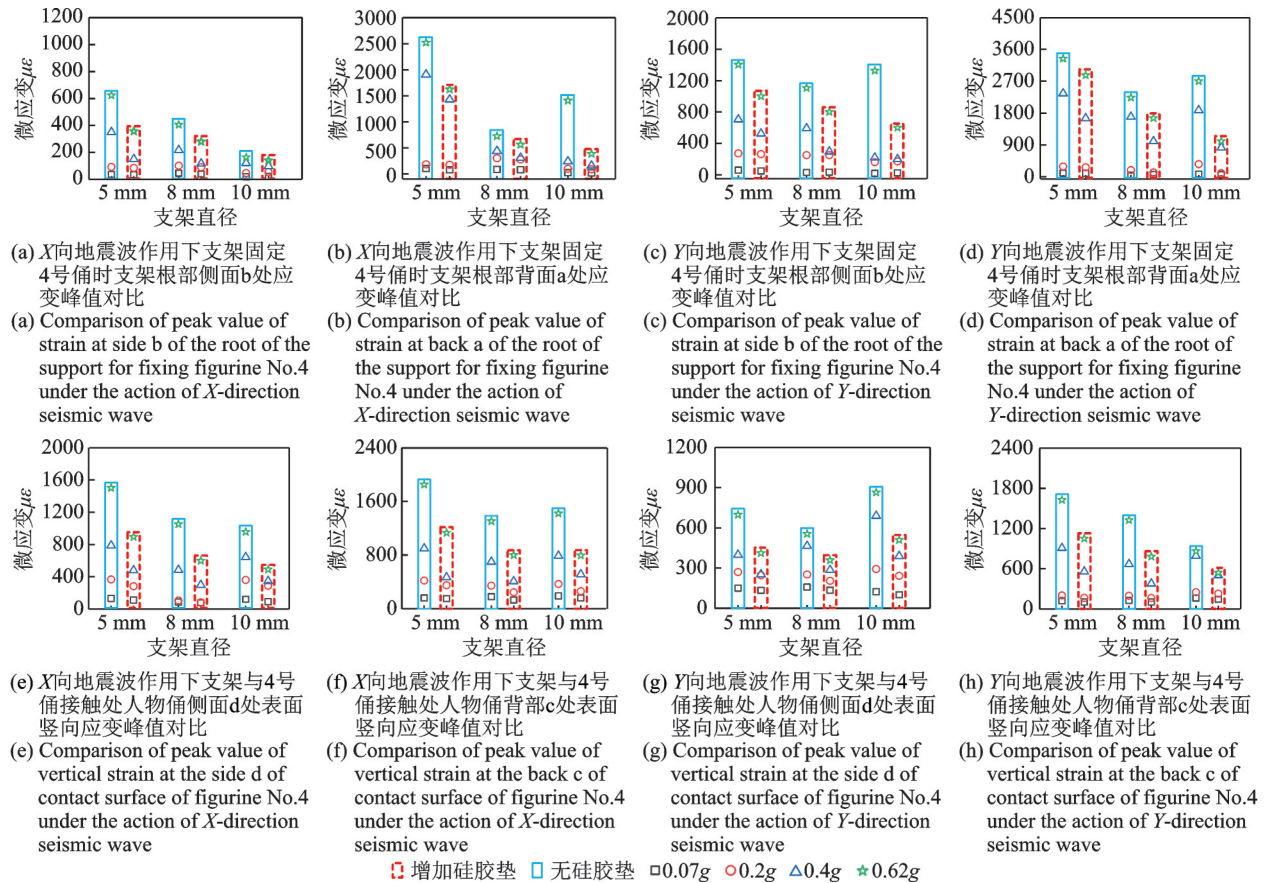 1200
1000
800
600
400
200
0
微应变με
5 mm 8 mm 10 mm
支架直径
3000
2500
2000
1500
1000
500
0
微应变με
5 mm 8 mm 10 mm
支架直径
2000
1600
1200
800
400
0
微应变με
5 mm 8 mm 10 mm
支架直径
4500
3600
2700
1800
900
0
微应变με
5 mm 8 mm 10 mm
支架直径
(a) X向地震波作用下支架固定
4号俑时支架根部侧面b处应
变峰值对比
(a) Comparison of peak value of
strain at side b of the root of the
support for fixing figurine No.4
under the action of X-direction
seismic wave
(b) X向地震波作用下支架固定
4号俑时支架根部背面a处应
变峰值对比
(b) Comparison of peak value of
strain at back a of the root of
the support for fixing figurine
No.4 under the action of
X-direction seismic wave
(c) Y向地震波作用下支架固定
4号俑时支架根部侧面b处应
变峰值对比
(c) Comparison of peak value of
strain at side b of the root of the
support for fixing figurine No.4
under the action of Y-direction
seismic wave
(d) Y向地震波作用下支架固定
4号俑时支架根部背面a处应
变峰值对比
(d) Comparison of peak value of
strain at back a of the root of
the support for fixing figurine
No.4 under the action of
Y-direction seismic wave
2000
1600
1200
800
400
0
微应变με
5 mm 8 mm 10 mm
支架直径
2400
1600
800
0
微应变με
5 mm 8 mm 10 mm
支架直径
1200
900
600
300
0
微应变με
5 mm 8 mm 10 mm
支架直径
2400
1800
1200
600
0
微应变με
5 mm 8 mm 10 mm
支架直径
(e) X向地震波作用下支架与4号
俑接触处人物俑侧面d处表面
竖向应变峰值对比
(e) Comparison of peak value of
vertical strain at the side d of
contact surface of figurine No.4
under the action of X-direction
seismic wave
(f) X向地震波作用下支架与4号
俑接触处人物俑背部c处表面
竖向应变峰值对比
(f) Comparison of peak value of
vertical strain at the back c of
contact surface of figurine No.4
under the action of X-direction
seismic wave
(g) Y向地震波作用下支架与4号
俑接触处人物俑侧面d处表面
竖向应变峰值对比
(g) Comparison of peak value of
vertical strain at the side d of
contact surface of figurine No.4
under the action of Y-direction
seismic wave
(h) Y向地震波作用下支架与4号
俑接触处人物俑背部c处表面
竖向应变峰值对比
(h) Comparison of peak value of
vertical strain at the back c of
contact surface of figurine No.4
under the action of Y-direction
seismic wave
增加硅胶垫 无硅胶垫 0.07g 0.2g 0.4g 0.62g